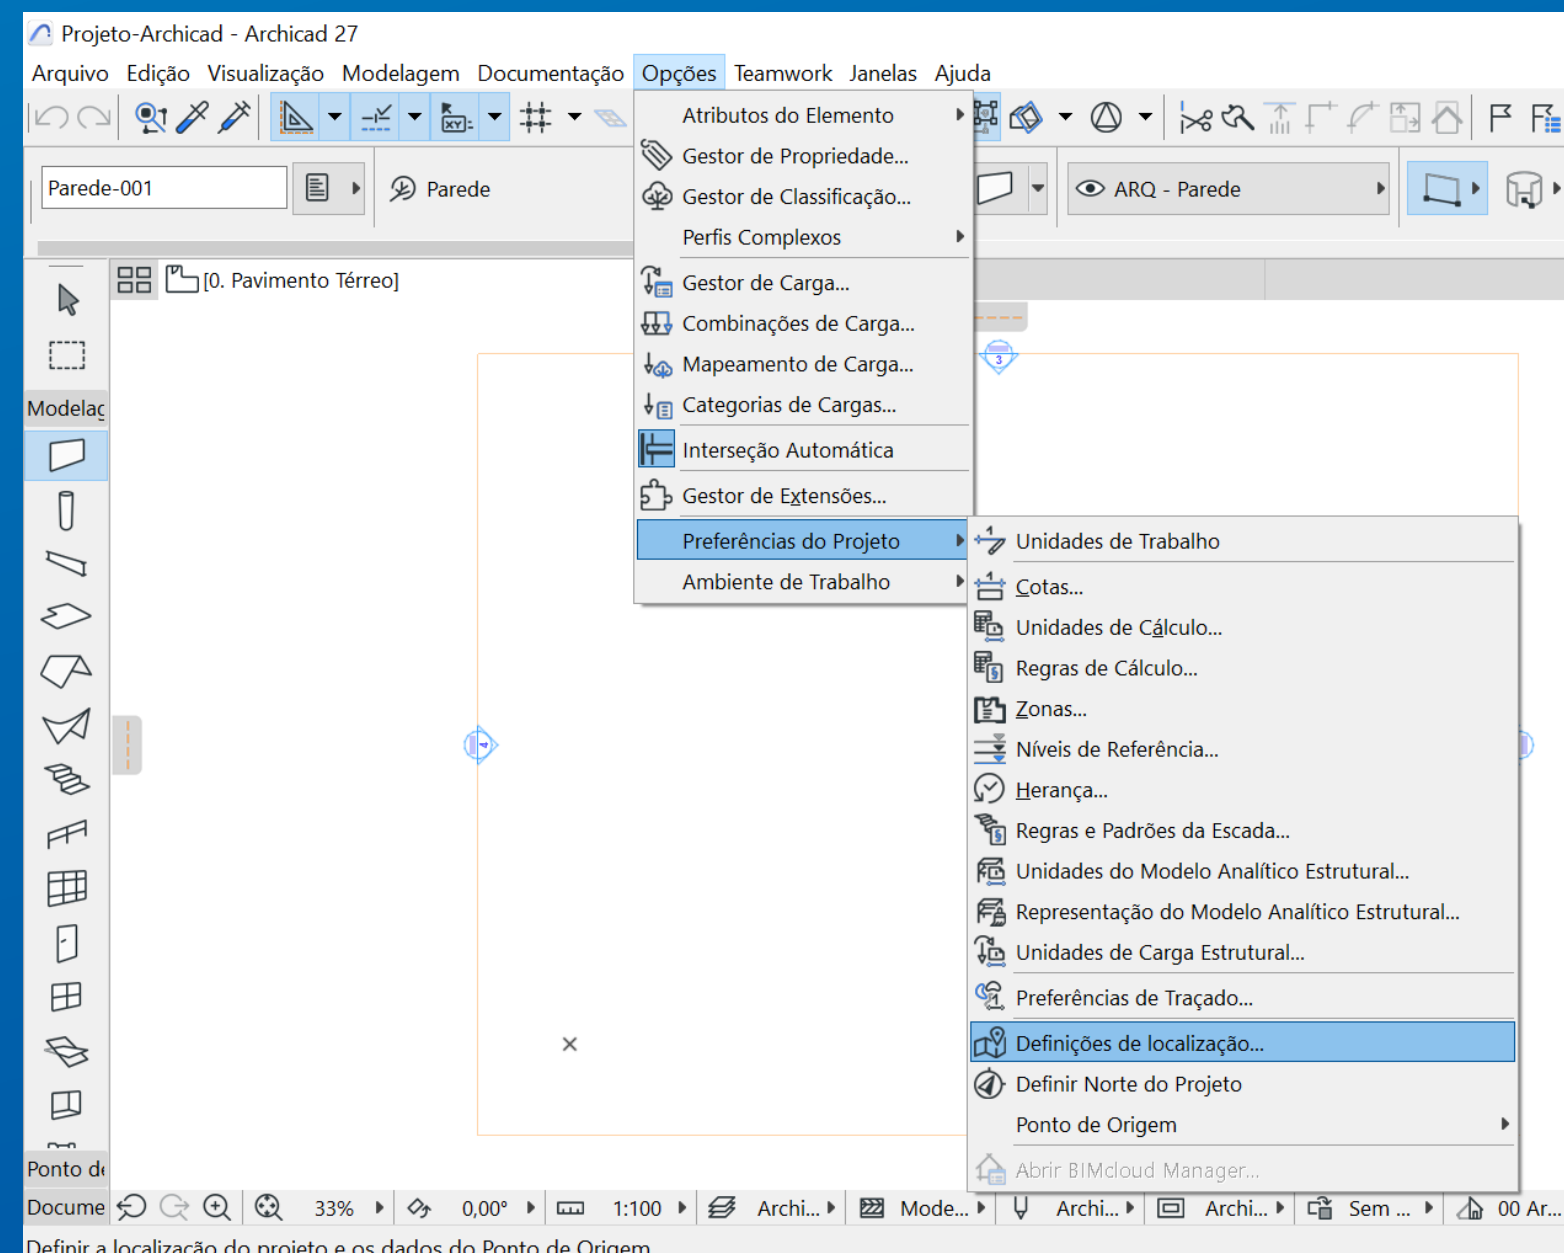 Projeto-Archicad - Archicad 27
Arquivo Edição Visualização Modelagem Documentação Opções Teamwork Janelas Ajuda
Parede-001
Parede
ARQ - Parede
[0. Pavimento Térreo]
Atributos do Elemento
Gestor de Propriedade...
Gestor de Classificação...
Perfis Complexos
Gestor de Carga...
Combinações de Carga...
Mapeamento de Carga...
Categorias de Cargas...
Interseção Automática
Gestor de Extensões...
Preferências do Projeto
Ambiente de Trabalho
Unidades de Trabalho
Cotas...
Unidades de Cálculo...
Regras de Cálculo...
Zonas...
Níveis de Referência...
Herança...
Regras e Padrões da Escada...
Unidades do Modelo Analítico Estrutural...
Representação do Modelo Analítico Estrutural...
Unidades de Carga Estrutural...
Preferências de Traçado...
Definições de localização...
Definir Norte do Projeto
Ponto de Origem
Abrir BIMcloud Manager...
3
4
Modelaç
Ponto de
Docume
33% 0,00° 1:100 Archi... Mode... Archi... Archi... Sem ... 00 Ar...
Definir a localização do projeto e os dados do Ponto de Origem